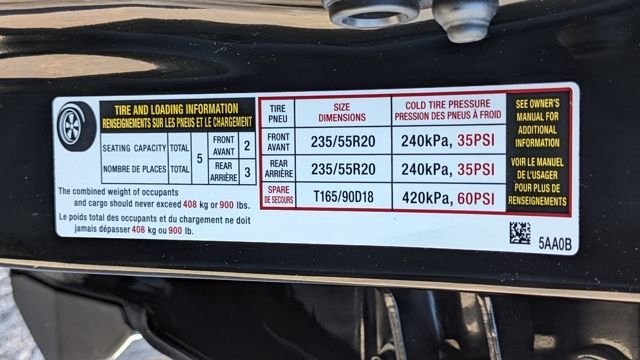 TIRE AND LOADING INFORMATION
RENSEIGNEMENTS SUR LES PNEUS ET LE CHARGEMENT
SEATING CAPACITY TOTAL 5 FRONT AVANT 2
NOMBRE DE PLACES TOTAL REAR ARRIÈRE 3
The combined weight of occupants
and cargo should never exceed 408 kg or 900 lbs.
Le poids total des occupants et du chargement ne doit
jamais dépasser 408 kg ou 900 lb.
TIRE PNEU SIZE DIMENSIONS COLD TIRE PRESSURE PRESSION DES PNEUS À FROID
FRONT AVANT 235/55R20 240kPa, 35PSI
REAR ARRIÈRE 235/55R20 240kPa, 35PSI
SPARE DE SECOURS T165/90D18 420kPa, 60PSI
SEE OWNER'S
MANUAL FOR
ADDITIONAL
INFORMATION
VOIR LE MANUEL
DE L'USAGER
POUR PLUS DE
RENSEIGNEMENTS
5AA0B